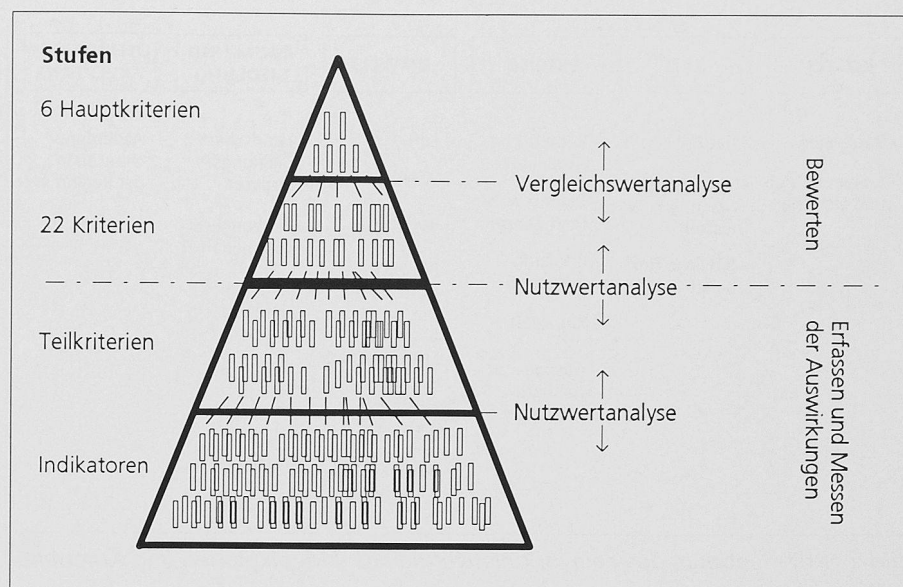 Stufen
6 Hauptkriterien
Vergleichswertanalyse
22 Kriterien
Nutzwertanalyse
Teilkriterien
Nutzwertanalyse
Indikatoren
Bewerten
Erfassen und Messen
der Auswirkungen